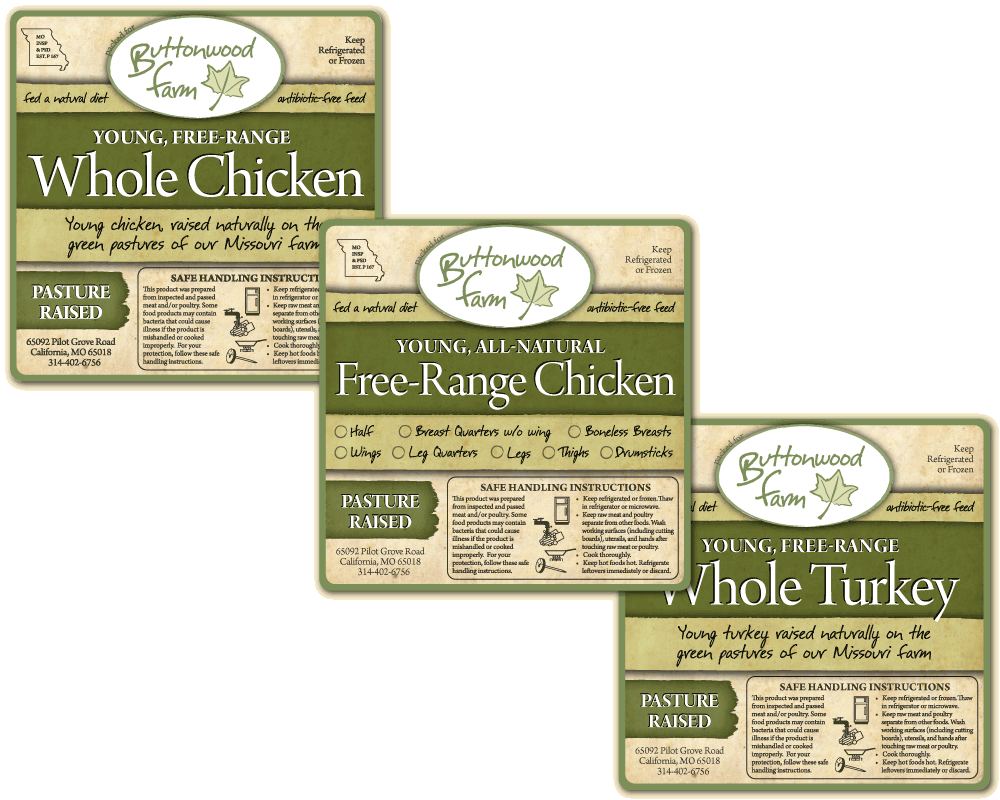 MO
INSP
& PSD
EST. P 167
packed for
Buttonwood
Farm
Keep
Refrigerated
or Frozen
fed a natural diet
antibiotic-free feed
YOUNG, FREE-RANGE
Whole Chicken
Young chicken, raised naturally on th
green pastures of our Missouri farm
PASTURE
RAISED
65092 Pilot Grove Road
California, MO 65018
314-402-6756
SAFE HANDLING INSTRUCTI
This product was prepared
from inspected and passed
meat and/or poultry. Some
food products may contain
bacteria that could cause
illness if the product is
mishandled or cooked
improperly. For your
protection, follow these safe
handling instructions.
• Keep refrigerate
in refrigerator or
• Keep raw meat an
separate from othe
working surfaces (
boards), utensils, a
touching raw mea
• Cook thoroughly
• Keep hot foods h
leftovers immedi
MO
INSP
& PSD
EST. P 167
packed for
Buttonwood
Farm
Keep
Refrigerated
or Frozen
fed a natural diet
antibiotic-free feed
YOUNG, ALL-NATURAL
Free-Range Chicken
Half Breast Quarters w/o wing Boneless Breasts
Wings Leg Quarters Legs Thighs Drumsticks
PASTURE
RAISED
65092 Pilot Grove Road
California, MO 65018
314-402-6756
SAFE HANDLING INSTRUCTIONS
This product was prepared
from inspected and passed
meat and/or poultry. Some
food products may contain
bacteria that could cause
illness if the product is
mishandled or cooked
improperly. For your
protection, follow these safe
handling instructions.
• Keep refrigerated or frozen. Thaw
in refrigerator or microwave.
• Keep raw meat and poultry
separate from other foods. Wash
working surfaces (including cutting
boards), utensils, and hands after
touching raw meat or poultry.
• Cook thoroughly.
• Keep hot foods hot. Refrigerate
leftovers immediately or discard.
packed for
Buttonwood
Farm
Keep
Refrigerated
or Frozen
l diet
antibiotic-free feed
YOUNG, FREE-RANGE
Whole Turkey
Young turkey raised naturally on the
green pastures of our Missouri farm
PASTURE
RAISED
65092 Pilot Grove Road
California, MO 65018
314-402-6756
SAFE HANDLING INSTRUCTIONS
This product was prepared
from inspected and passed
meat and/or poultry. Some
food products may contain
bacteria that could cause
illness if the product is
mishandled or cooked
improperly. For your
protection, follow these safe
handling instructions.
• Keep refrigerated or frozen. Thaw
in refrigerator or microwave.
• Keep raw meat and poultry
separate from other foods. Wash
working surfaces (including cutting
boards), utensils, and hands after
touching raw meat or poultry.
• Cook thoroughly.
• Keep hot foods hot. Refrigerate
leftovers immediately or discard.